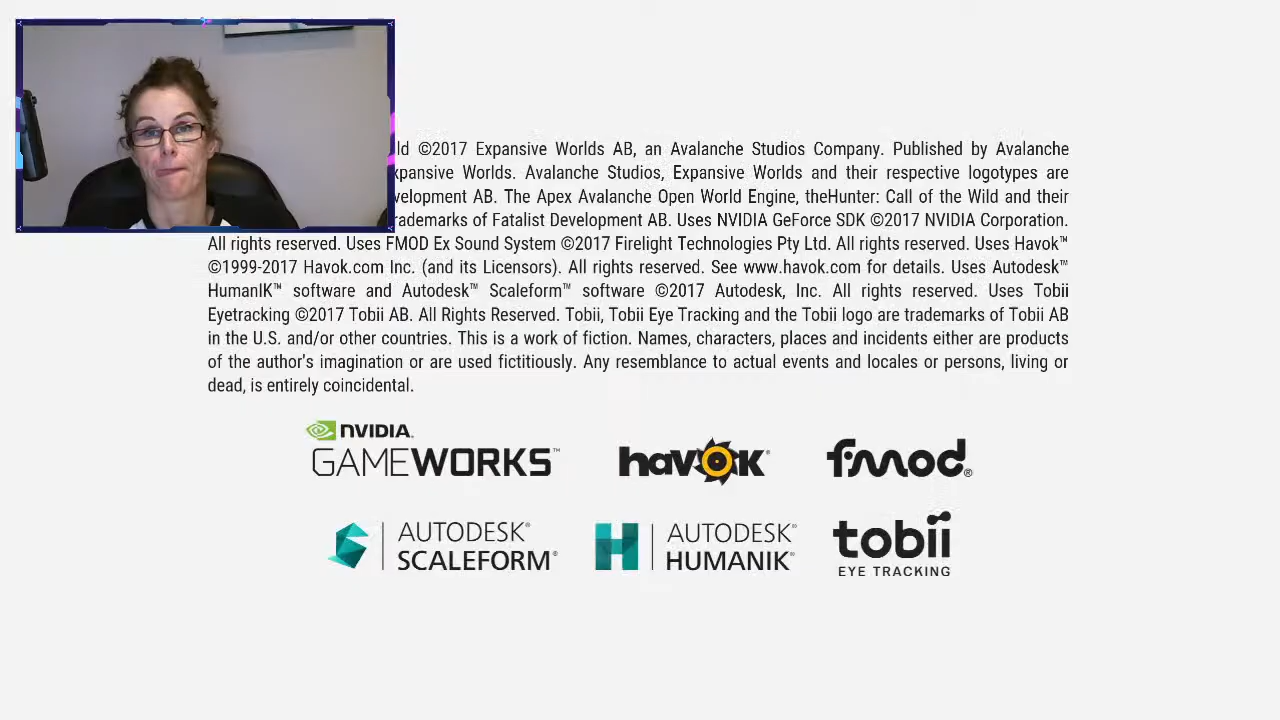 ld ©2017 Expansive Worlds AB, an Avalanche Studios Company. Published by Avalanche
xpansive Worlds. Avalanche Studios, Expansive Worlds and their respective logotypes are
velopment AB. The Apex Avalanche Open World Engine, theHunter: Call of the Wild and their
rademarks of Fatalist Development AB. Uses NVIDIA GeForce SDK ©2017 NVIDIA Corporation.
All rights reserved. Uses FMOD Ex Sound System ©2017 Firelight Technologies Pty Ltd. All rights reserved. Uses Havok™
©1999-2017 Havok.com Inc. (and its Licensors). All rights reserved. See www.havok.com for details. Uses Autodesk™
HumanIK™ software and Autodesk™ Scaleform™ software ©2017 Autodesk, Inc. All rights reserved. Uses Tobii
Eyetracking ©2017 Tobii AB. All Rights Reserved. Tobii, Tobii Eye Tracking and the Tobii logo are trademarks of Tobii AB
in the U.S. and/or other countries. This is a work of fiction. Names, characters, places and incidents either are products
of the author's imagination or are used fictitiously. Any resemblance to actual events and locales or persons, living or
dead, is entirely coincidental.
NVIDIA.
GAMEWORKS™
havok®
fmod®
AUTODESK®
SCALEFORM®
AUTODESK®
HUMANIK®
tobii
EYE TRACKING